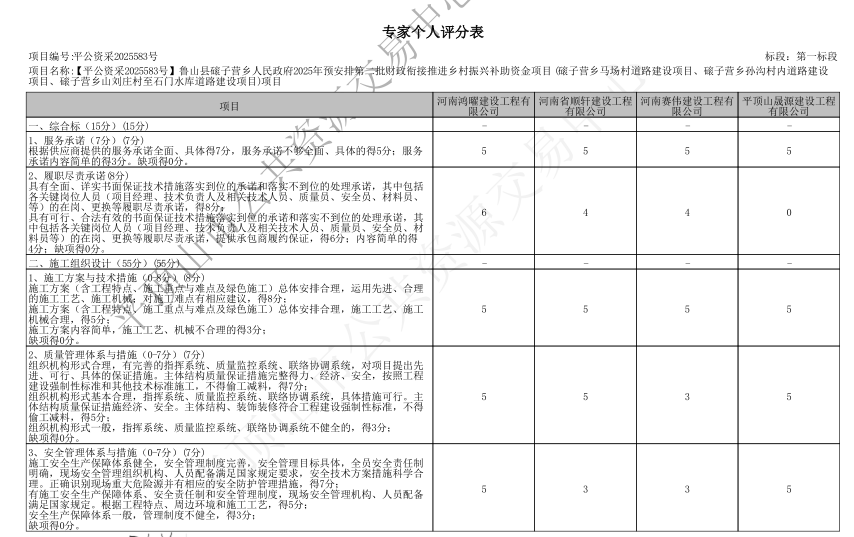 专家个人评分表
项目编号:平公资采2025583号
标段：第一标段
项目名称:【平公资采2025583号】鲁山县磙子营乡人民政府2025年预安排第二批财政衔接推进乡村振兴补助资金项目 (磙子营乡马场村道路建设项目、磙子营乡孙沟村内道路建设
项目、磙子营乡山刘庄村至石门水库道路建设项目)项目
项目
河南鸿曜建设工程有
限公司
河南省顺轩建设工程
有限公司
河南赛伟建设工程有
限公司
平顶山晟源建设工程
有限公司
一、综合标（15分）(15分) – – – –
1、服务承诺（7分）(7分)
根据供应商提供的服务承诺全面、具体得7分，服务承诺不够全面、具体的得5分；服务
承诺内容简单的得3分。缺项得0分。
5 5 5 5
2、履职尽责承诺(8分)
具有全面、详实书面保证技术措施落实到位的承诺和落实不到位的处理承诺，其中包括
各关键岗位人员（项目经理、技术负责人及相关技术人员、质量员、安全员、材料员、
等）的在岗、更换等履职尽责承诺，得8分；
具有可行、合法有效的书面保证技术措施落实到位的承诺和落实不到位的处理承诺，其
中包括各关键岗位人员（项目经理、技术负责人及相关技术人员、质量员、安全员、材
料员等）的在岗、更换等履职尽责承诺，提供承包商履约保证，得6分；内容简单的得
4分；缺项得0分。
6 4 4 0
二、施工组织设计（55分）(55分) – – – –
1、施工方案与技术措施（0-8分）(8分)
施工方案（含工程特点、施工重点与难点及绿色施工）总体安排合理，运用先进、合理
的施工工艺、施工机械；对施工难点有相应建议，得8分；
施工方案（含工程特点、施工重点与难点及绿色施工）总体安排合理，施工工艺、施工
机械合理，得5分；
施工方案内容简单，施工工艺、机械不合理的得3分；
缺项得0分。
5 5 5 5
2、质量管理体系与措施（0-7分）(7分)
组织机构形式合理，有完善的指挥系统、质量监控系统、联络协调系统，对项目提出先
进、可行、具体的保证措施。主体结构质量保证措施完整得力、经济、安全，按照工程
建设强制性标准和其他技术标准施工，不得偷工减料，得7分；
组织机构形式基本合理，指挥系统、质量监控系统、联络协调系统，具体措施可行。主
体结构质量保证措施经济、安全。主体结构、装饰装修符合工程建设强制性标准，不得
偷工减料，得5分；
组织机构形式一般，指挥系统、质量监控系统、联络协调系统不健全的，得3分；
缺项得0分。
5 5 3 5
3、安全管理体系与措施（0-7分）(7分)
施工安全生产保障体系健全，安全管理制度完善，安全管理目标具体，全员安全责任制
明确，现场安全管理组织机构、人员配备满足国家规定要求，安全技术方案措施科学合
理。正确识别现场重大危险源并有相应的安全防护管理措施，得7分；
有施工安全生产保障体系、安全责任制和安全管理制度，现场安全管理机构、人员配备
满足国家规定。根据工程特点、周边环境和施工工艺，得5分；
安全生产保障体系一般，管理制度不健全，得3分；
缺项得0分。
5 3 3 5
平顶山市公共资源交易中心
顶山市公共资源交易中心